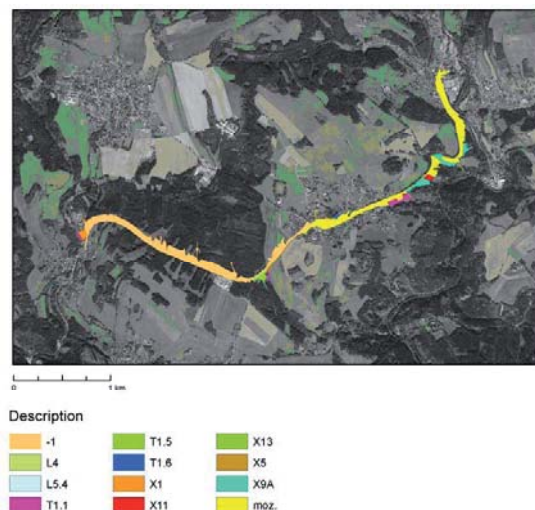 0 1 km
Description
-1 T1.5 X13
L4 T1.6 X5
L5.4 X1 X9A
T1.1 X11 moz.